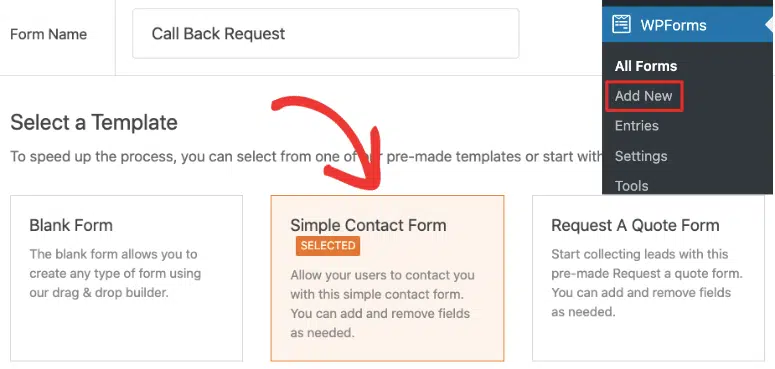 Form Name
Call Back Request
WPForms
All Forms
Add New
Entries
Settings
Tools
Select a Template
To speed up the process, you can select from one of our pre-made templates or start with
Blank Form
The blank form allows you to
create any type of form using
our drag & drop builder.
Simple Contact Form
SELECTED
Allow your users to contact you
with this simple contact form.
You can add and remove fields
as needed.
Request A Quote Form
Start collecting leads with this
pre-made Request a quote form.
You can add and remove fields
as needed.